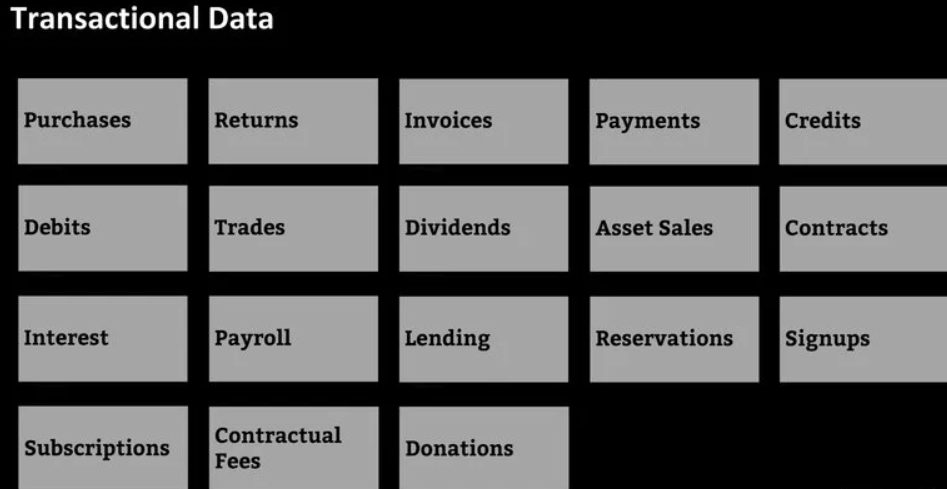 Transactional Data
Purchases
Returns
Invoices
Payments
Credits
Debits
Trades
Dividends
Asset Sales
Contracts
Interest
Payroll
Lending
Reservations
Signups
Subscriptions
Contractual
Fees
Donations